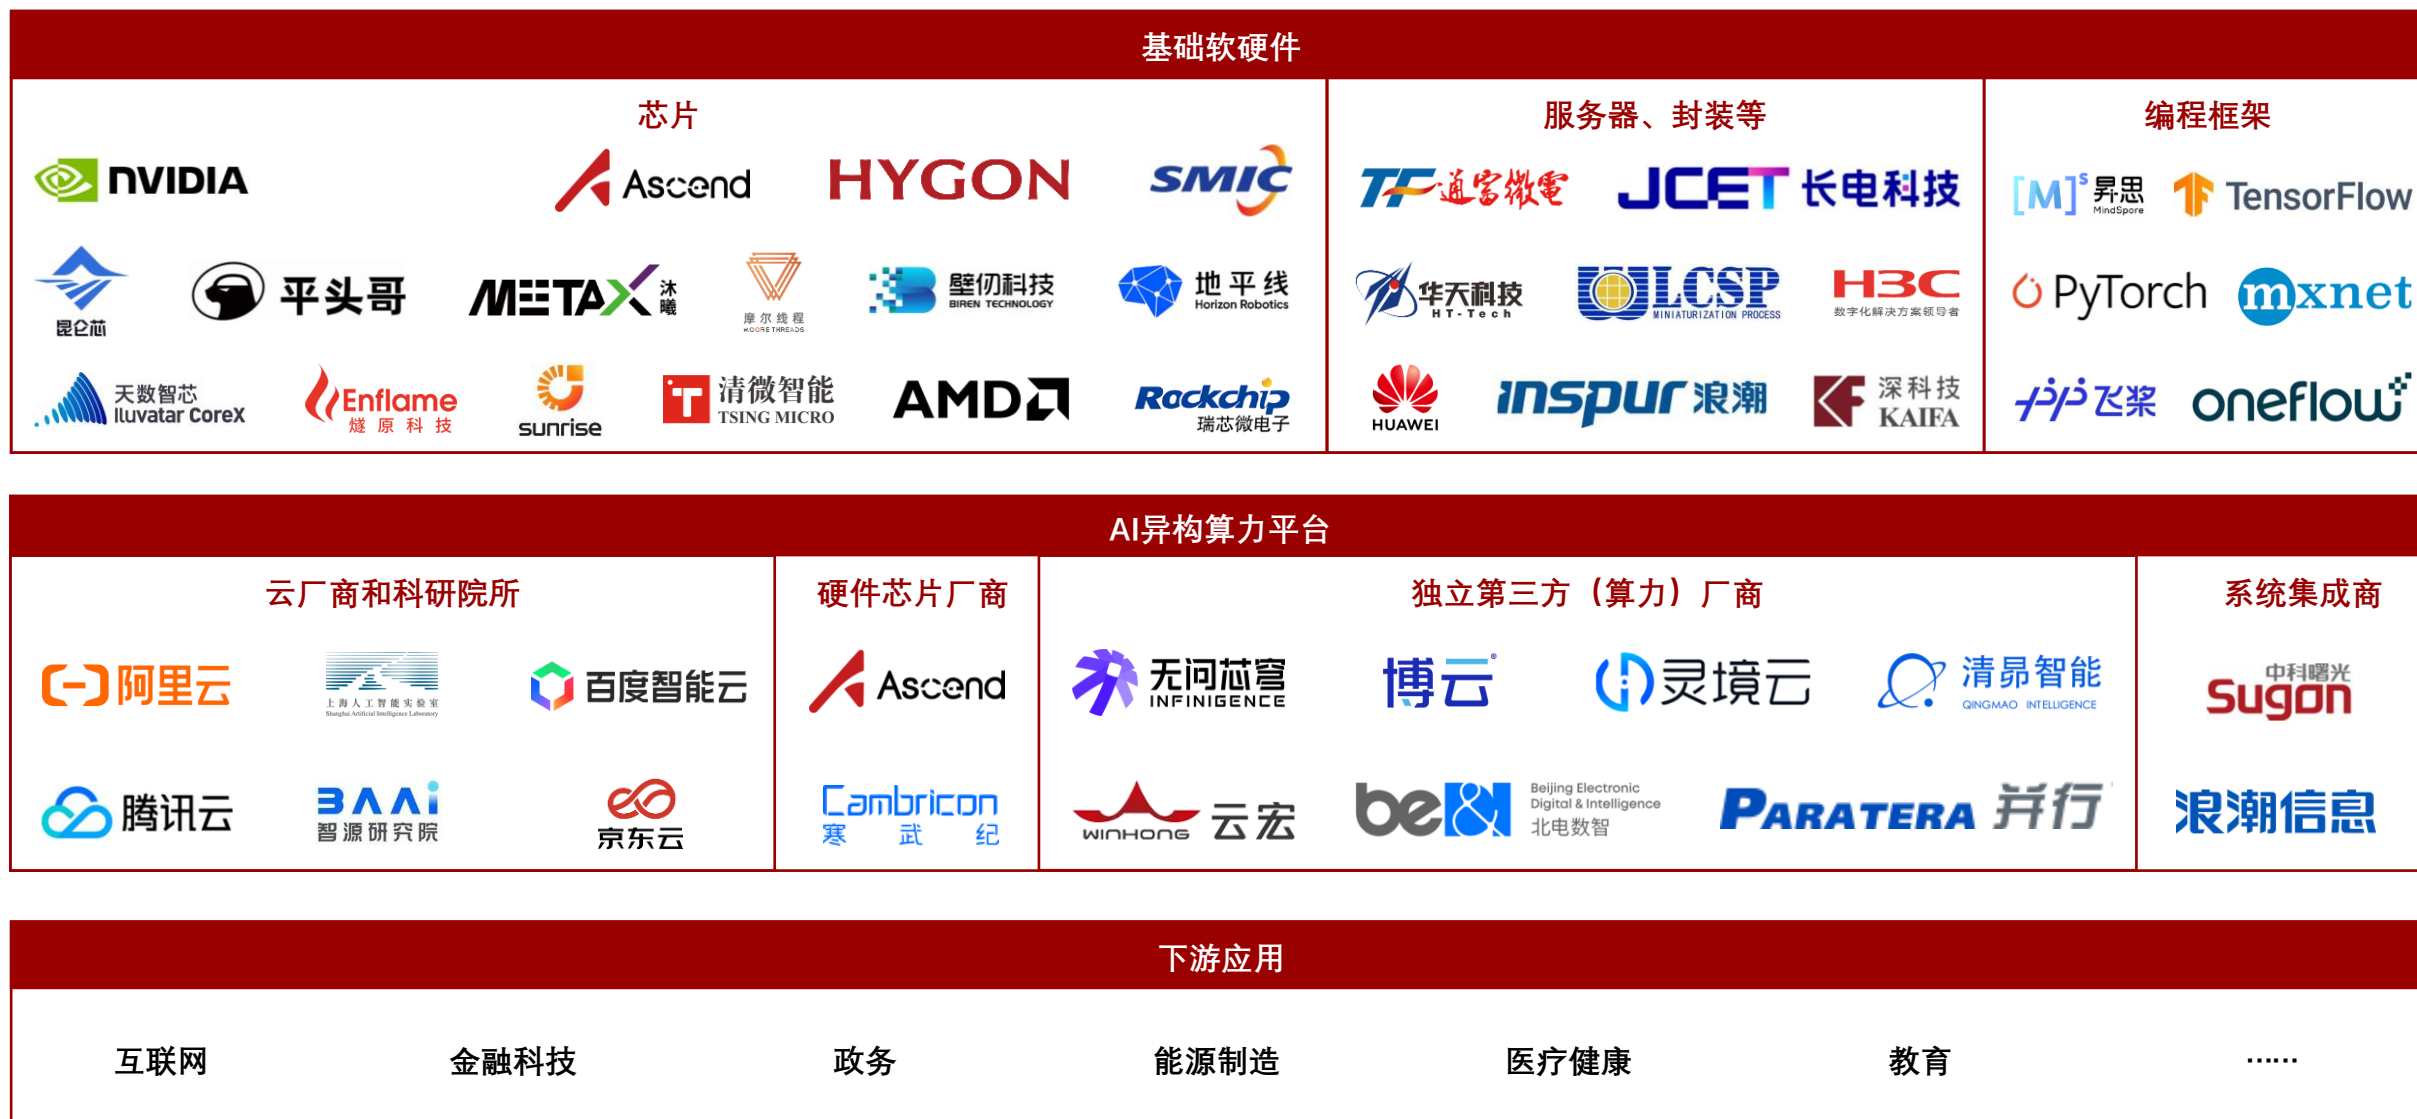 基础软硬件
芯片
NVIDIA
Ascend
HYGON
SMIC
昆仑芯
平头哥
METAX 沐曦
摩尔线程
MOORE THREADS
壁仞科技
BIREN TECHNOLOGY
地平线
Horizon Robotics
天数智芯
Iluvatar CoreX
Enflame
燧原科技
sunrise
清微智能
TSING MICRO
AMD
Rockchip
瑞芯微电子
服务器、封装等
TF 通富微電
JCET 长电科技
华天科技
HT-Tech
WLCSP
MINIATURIZATION PROCESS
H3C
数字化解决方案领导者
HUAWEI
inspur 浪潮
深科技
KAIFA
编程框架
[M]s 昇思
MindSpore
TensorFlow
PyTorch
mxnet
飞桨
oneflow
AI异构算力平台
云厂商和科研院所
阿里云
上海人工智能实验室
Shanghai Artificial Intelligence Laboratory
百度智能云
腾讯云
BAAI
智源研究院
京东云
硬件芯片厂商
Ascend
Cambricon
寒武纪
独立第三方（算力）厂商
无问芯穹
INFINIGENCE
博云®
灵境云
清昴智能
QINGMAO INTELLIGENCE
WINHONG 云宏
be&i
Beijing Electronic
Digital & Intelligence
北电数智
PARATERA 并行
系统集成商
中科曙光
Sugon
浪潮信息
下游应用
互联网
金融科技
政务
能源制造
医疗健康
教育
……